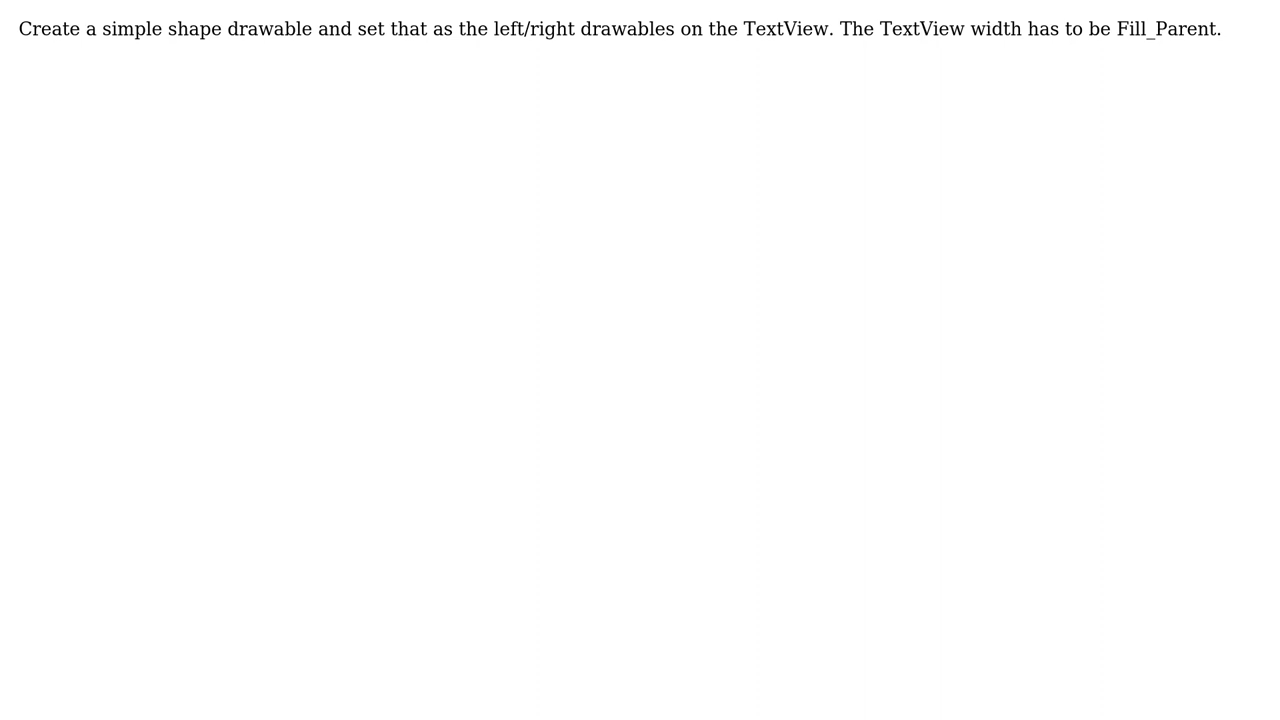 Create a simple shape drawable and set that as the left/right drawables on the TextView. The TextView width has to be Fill_Parent.